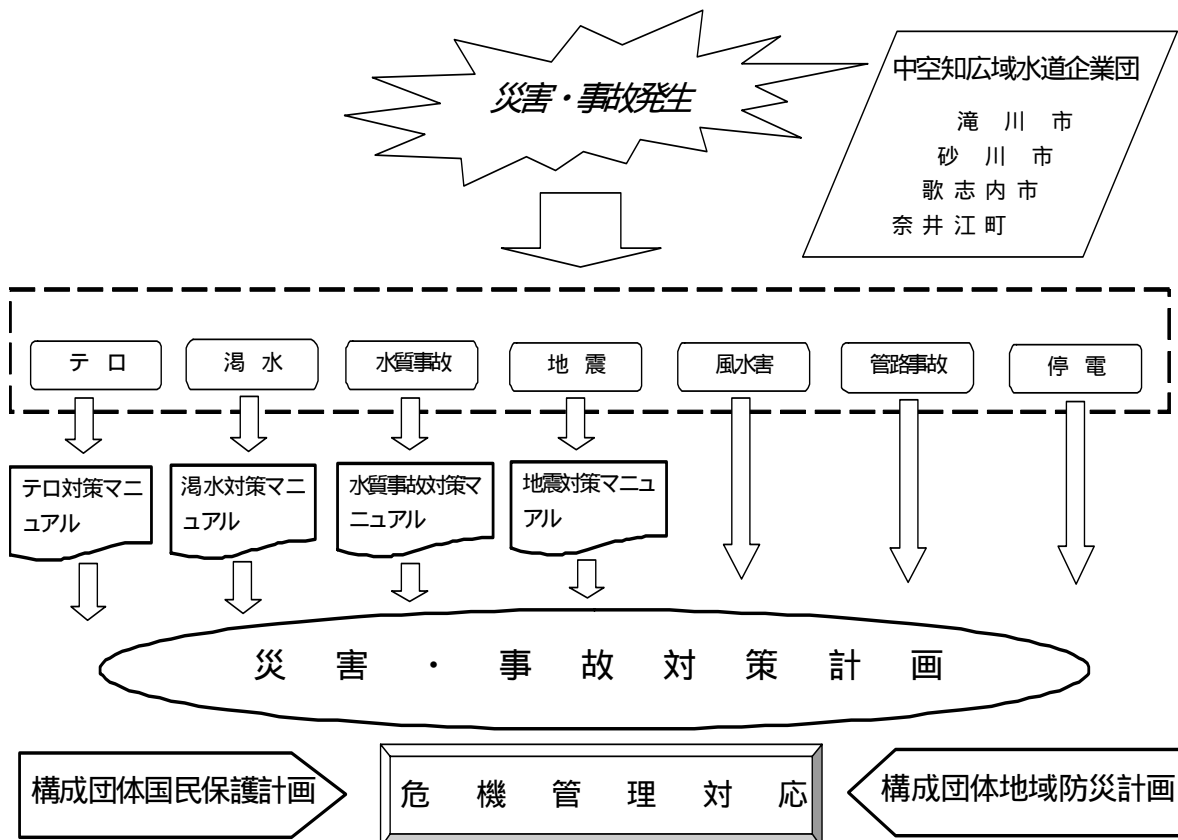 災害・事故発生
中空知広域水道企業団
滝川市
砂川市
歌志内市
奈井江町
テロ
渇水
水質事故
地震
風水害
管路事故
停電
テロ対策マニ
ュアル
渇水対策マニ
ュアル
水質事故対策マ
ニュアル
地震対策マニュ
アル
災害・事故対策計画
構成団体国民保護計画
危機管理対応
構成団体地域防災計画